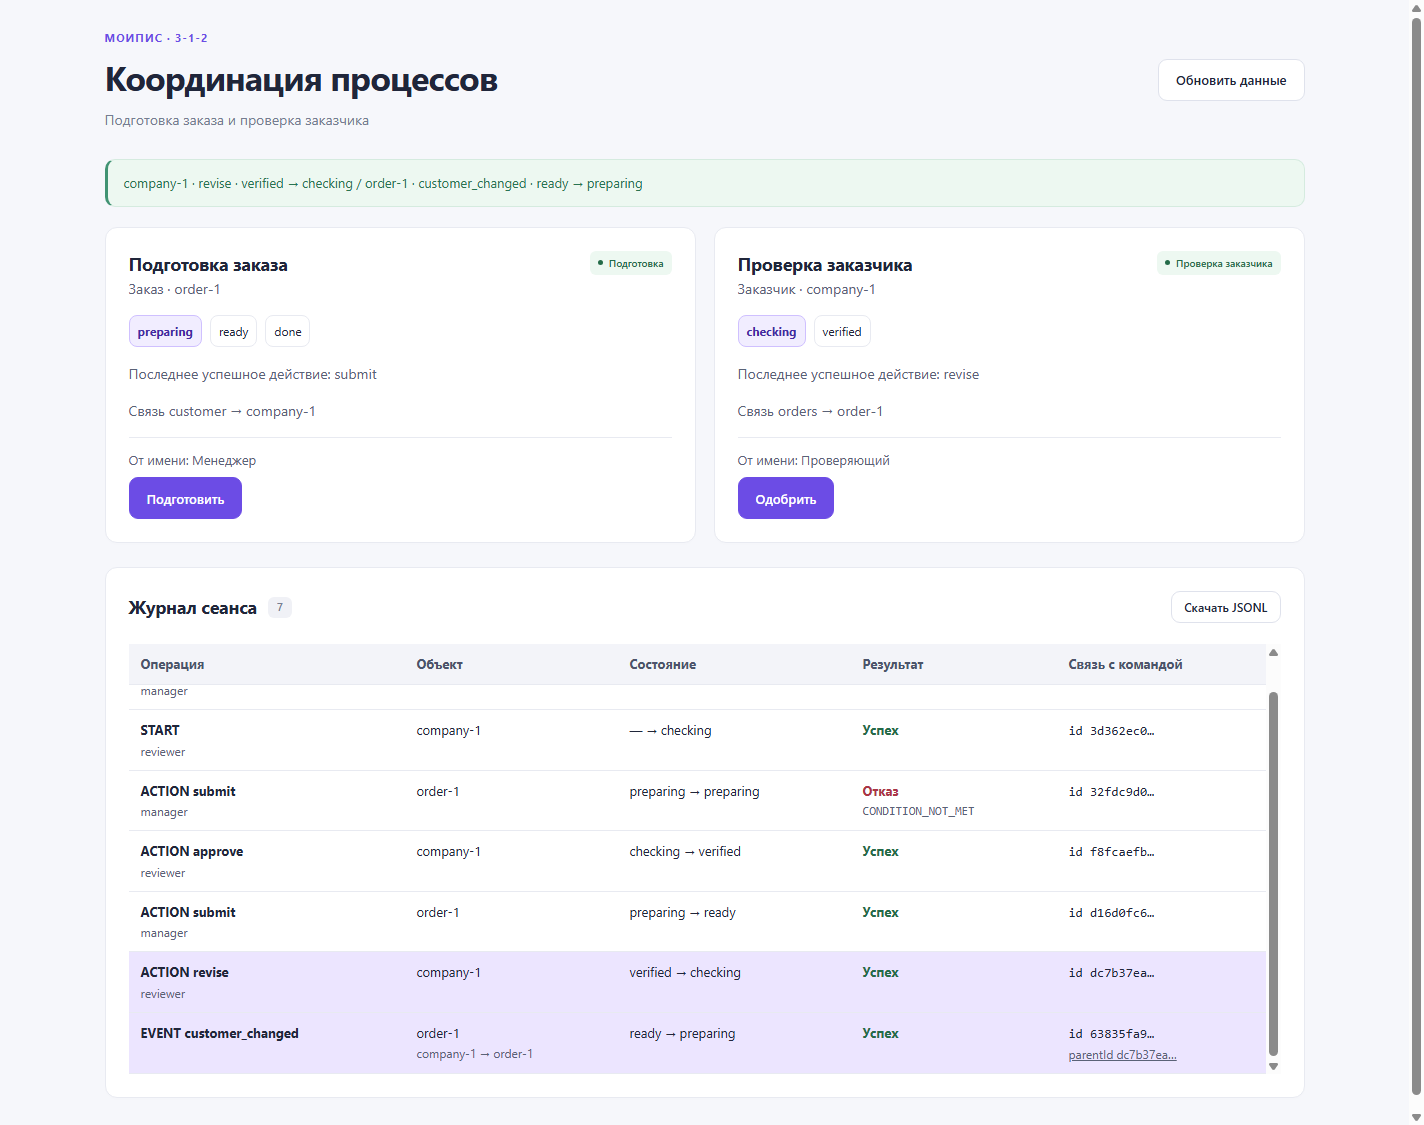 МОИПИС · 3-1-2
Координация процессов
Обновить данные
Подготовка заказа и проверка заказчика
company-1 · revise · verified → checking / order-1 · customer_changed · ready → preparing
Подготовка заказа
Подготовка
Заказ · order-1
preparing ready done
Последнее успешное действие: submit
Связь customer → company-1
От имени: Менеджер
Подготовить
Проверка заказчика
Проверка заказчика
Заказчик · company-1
checking verified
Последнее успешное действие: revise
Связь orders → order-1
От имени: Проверяющий
Одобрить
Журнал сеанса 7
Скачать JSONL
Операция Объект Состояние Результат Связь с командой
manager
START company-1 — → checking Успех id 3d362ec0…
reviewer
ACTION submit order-1 preparing → preparing Отказ id 32fdc9d0…
manager CONDITION_NOT_MET
ACTION approve company-1 checking → verified Успех id f8fcaefb…
reviewer
ACTION submit order-1 preparing → ready Успех id d16d0fc6…
manager
ACTION revise company-1 verified → checking Успех id dc7b37ea…
reviewer
EVENT customer_changed order-1 ready → preparing Успех id 63835fa9…
company-1 → order-1 parentId dc7b37ea…